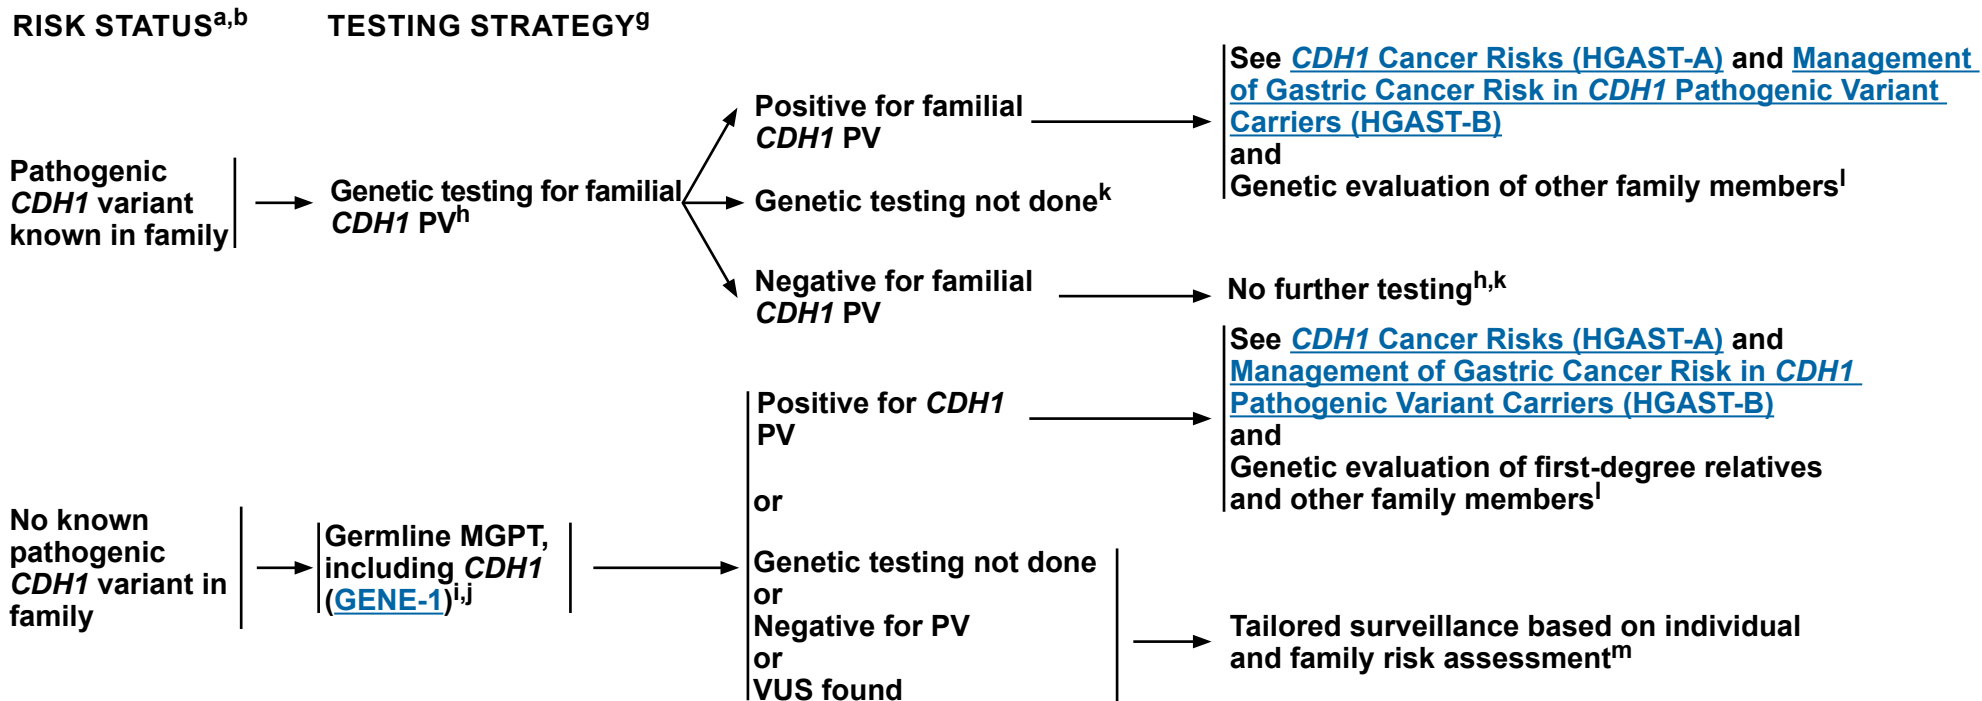 RISK STATUSa,b TESTING STRATEGYg
Pathogenic
CDH1 variant
known in family
Genetic testing for familial
CDH1 PVh
Positive for familial
CDH1 PV
See CDH1 Cancer Risks (HGAST-A) and Management
of Gastric Cancer Risk in CDH1 Pathogenic Variant
Carriers (HGAST-B)
and
Genetic evaluation of other family membersl
Genetic testing not donek
Negative for familial
CDH1 PV
No further testingh,k
No known
pathogenic
CDH1 variant in
family
Germline MGPT,
including CDH1
(GENE-1)i,j
Positive for CDH1
PV
See CDH1 Cancer Risks (HGAST-A) and
Management of Gastric Cancer Risk in CDH1
Pathogenic Variant Carriers (HGAST-B)
and
Genetic evaluation of first-degree relatives
and other family membersl
or
Genetic testing not done
or
Negative for PV
or
VUS found
Tailored surveillance based on individual
and family risk assessmentm